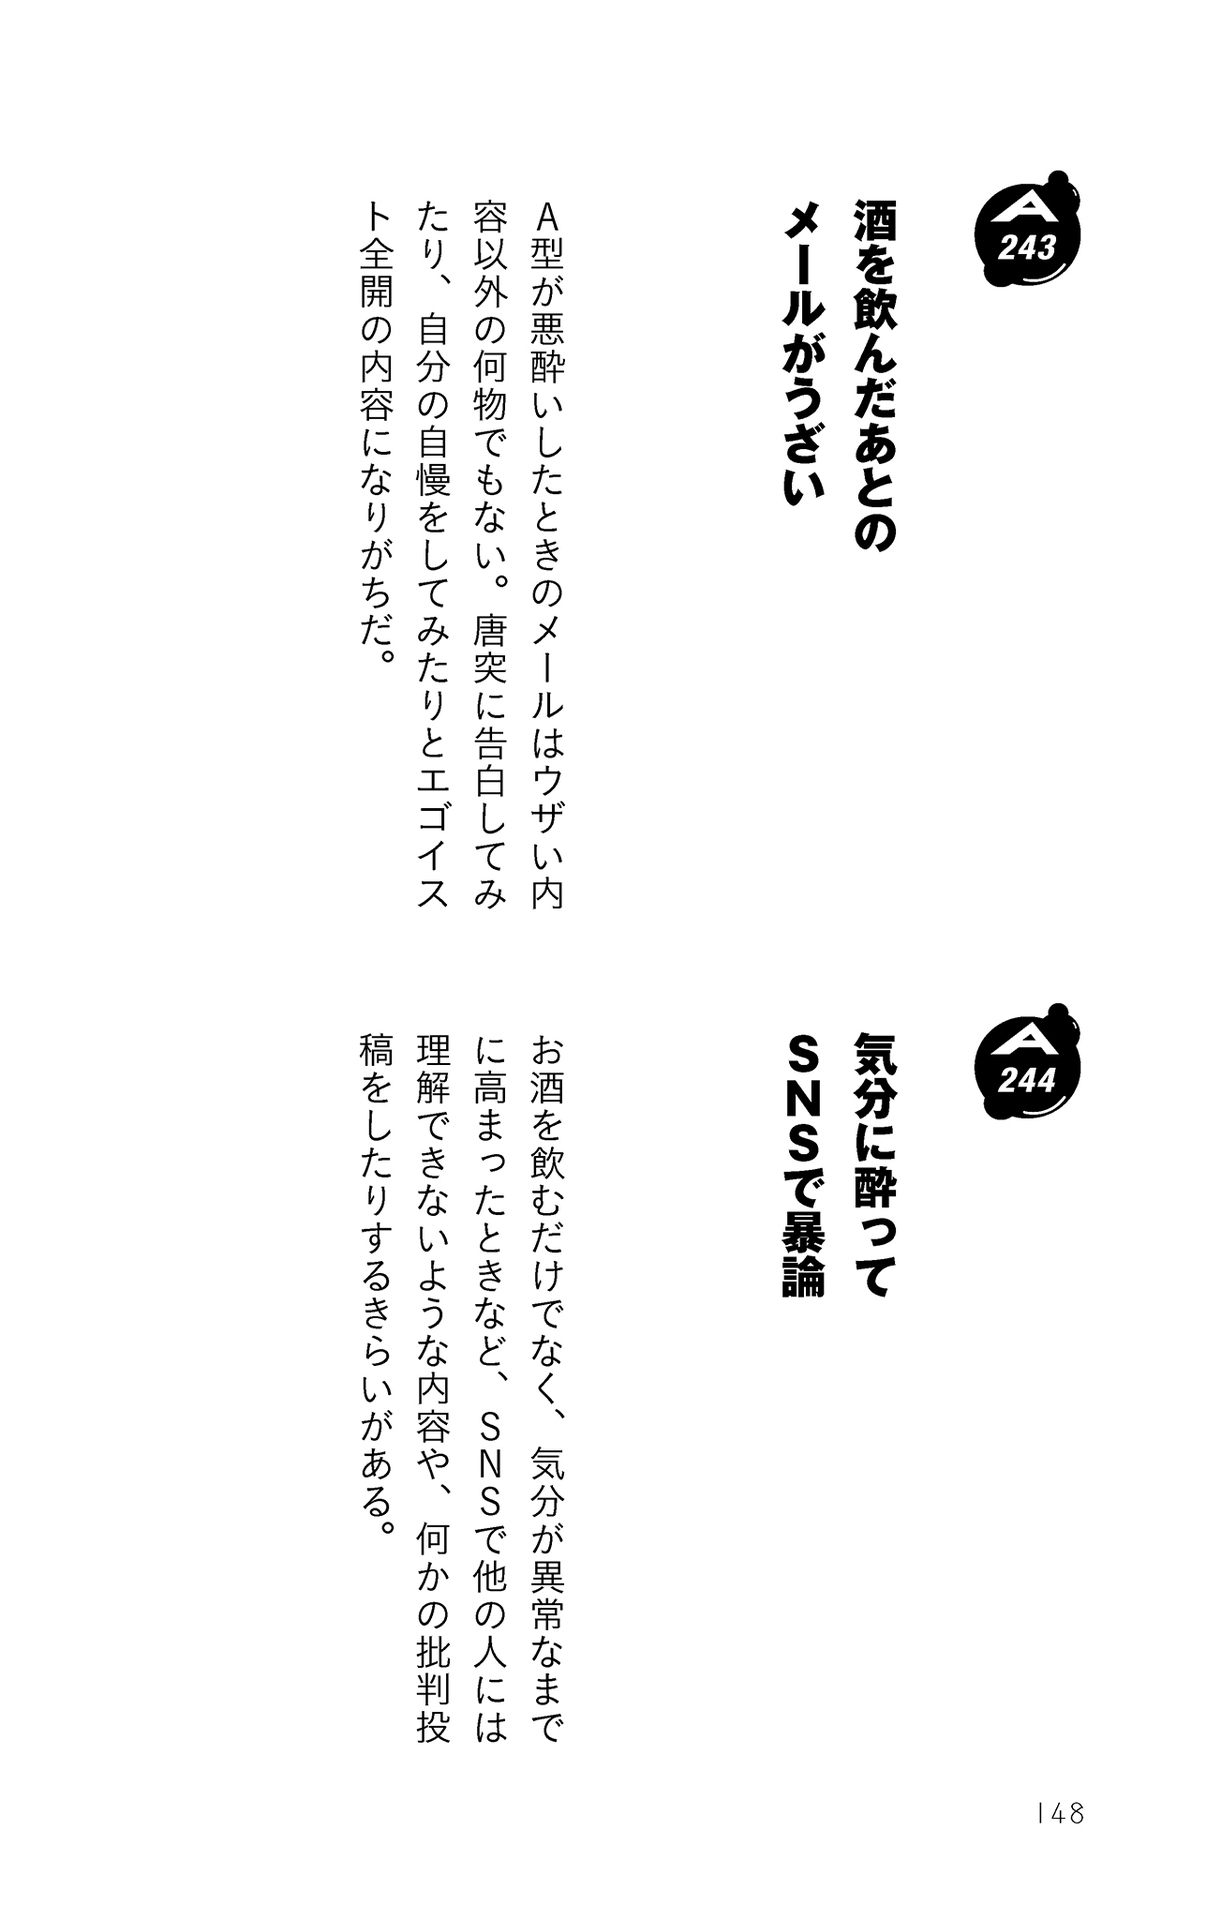 A
243
酒を飲んだあとの
メールがうざい
A型が悪酔いしたときのメールはウザい内
容以外の何物でもない。唐突に告白してみ
たり、自分の自慢をしてみたりとエゴイス
ト全開の内容になりがちだ。
A
244
気分に酔って
SNSで暴論
お酒を飲むだけでなく、気分が異常なまで
に高まったときなど、SNSで他の人には
理解できないような内容や、何かの批判投
稿をしたりするきらいがある。
148